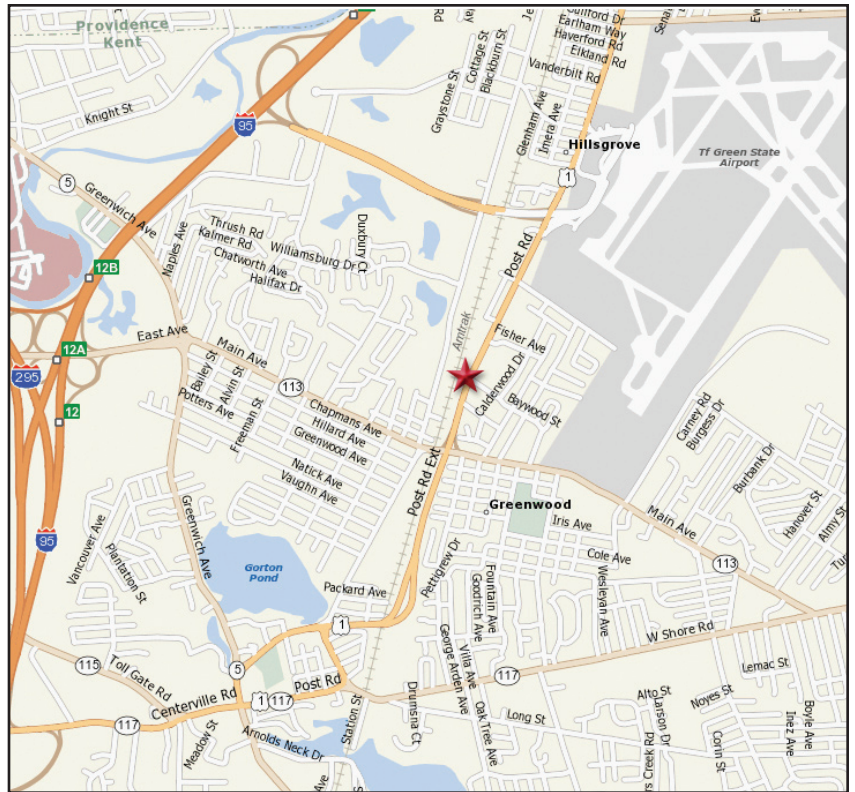 Providence
Kent
Knight St
95
5
Greenwich Ave
Naples Ave
Thrush Rd
Kalmer Rd
Williamsburg Dr
Chatworth Ave
Halifax Dr
Duxbury Ct
Graystone St
Cottage St
Blackburn St
Rd
Guilford Dr
Earlham Way
Haverford Rd
Elkland Rd
Vanderbilt Rd
Glenham Ave
Imera Ave
Hillsgrove
1
Tf Green State
Airport
Post Rd
Amtrak
12B
12A
12
295
East Ave
Main Ave
113
Fisher Ave
Calderwood Dr
Baywood St
Bailey St
Alvin St
Potters Ave
Freeman St
Chapmans Ave
Hillard Ave
Greenwood Ave
Natick Ave
Vaughn Ave
Post Rd Ext
Greenwood
Iris Ave
Cole Ave
Main Ave
113
Carney Rd
Burgess Dr
Burbank Dr
Hanover St
Almy St
95
Vancouver Ave
Plantation St
Greenwich Ave
Gorton
Pond
Packard Ave
Pettigrew Dr
Fountain Ave
Goodrich Ave
George Arden Ave
Villa Ave
Oak Tree Ave
Wesleyan Ave
W Shore Rd
117
1
5
115
Toll Gate Rd
Centerville Rd
117
1
117
Post Rd
Meadow St
Arnolds Neck Dr
Station St
Ave
Drumsna Ct
Long St
Alto St
Larson Dr
Noyes St
Lemac St
Corin St
Boyle Ave
Inez Ave
rs Creek Rd